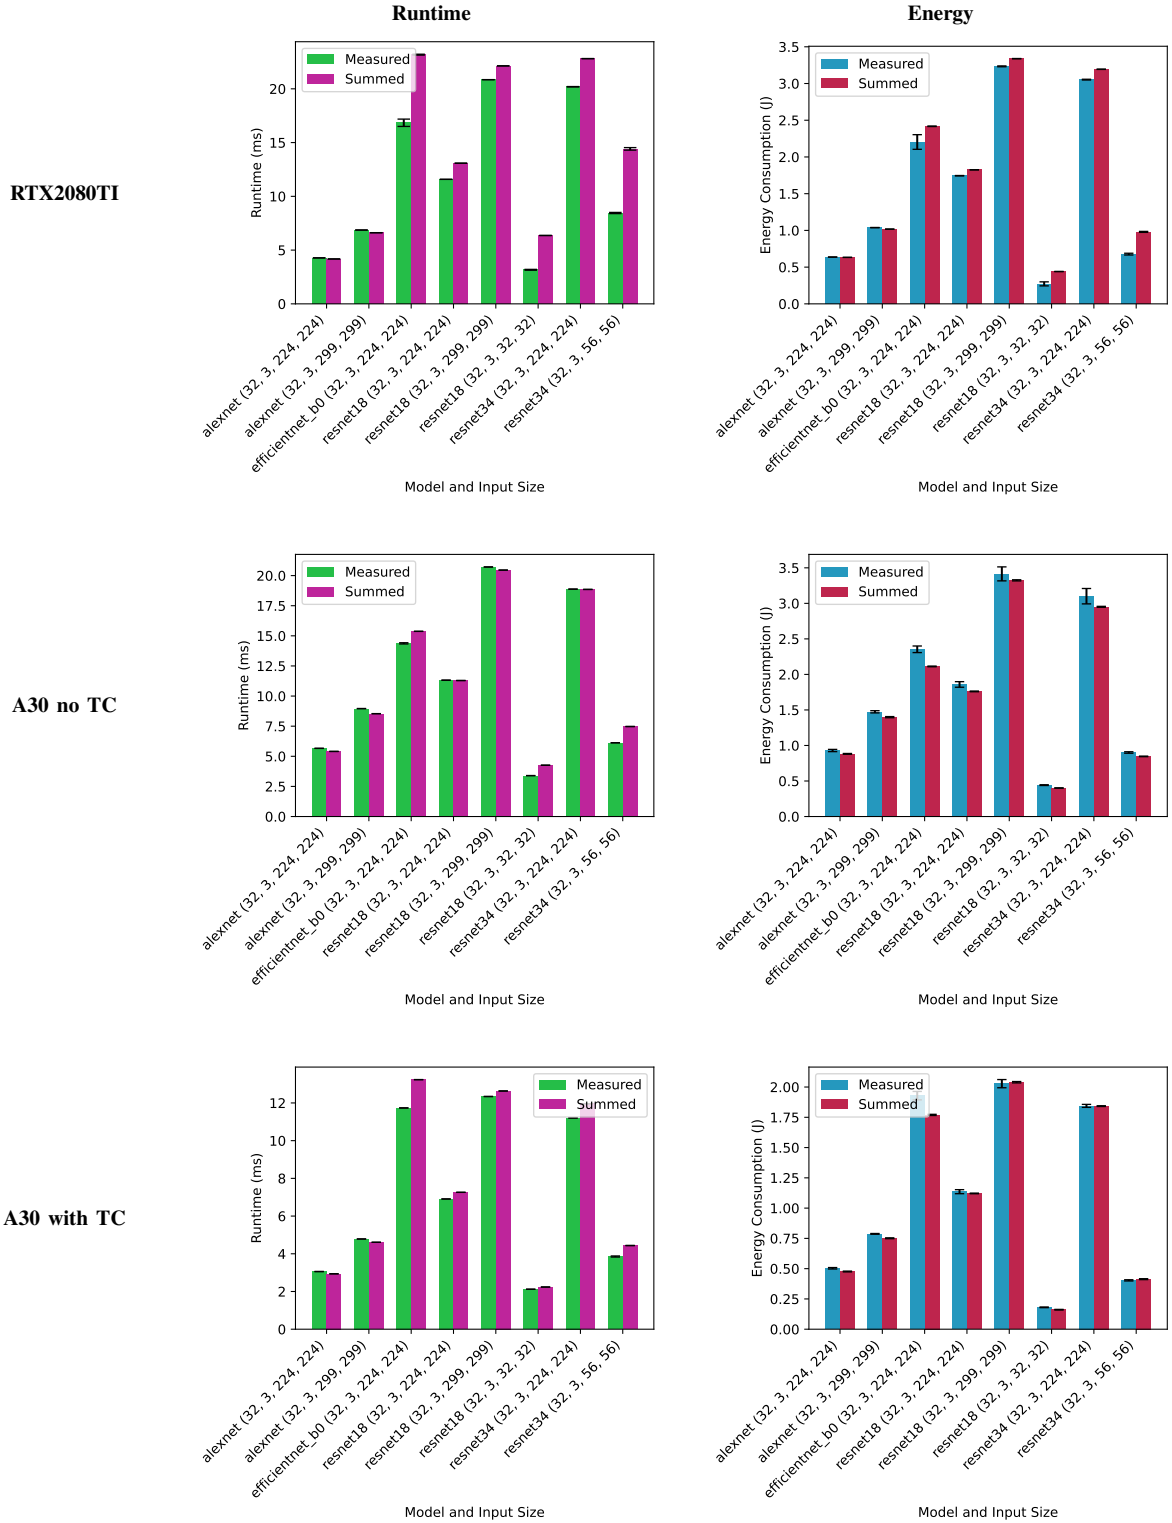 Runtime
Energy
RTX2080TI
Measured
Summed
Runtime (ms)
20
15
10
5
0
alexnet (32, 3, 224, 224)
alexnet (32, 3, 299, 299)
efficientnet_b0 (32, 3, 224, 224)
resnet18 (32, 3, 224, 224)
resnet18 (32, 3, 299, 299)
resnet18 (32, 3, 32, 32)
resnet34 (32, 3, 224, 224)
resnet34 (32, 3, 56, 56)
Model and Input Size
Measured
Summed
Energy Consumption (J)
3.5
3.0
2.5
2.0
1.5
1.0
0.5
0.0
alexnet (32, 3, 224, 224)
alexnet (32, 3, 299, 299)
efficientnet_b0 (32, 3, 224, 224)
resnet18 (32, 3, 224, 224)
resnet18 (32, 3, 299, 299)
resnet18 (32, 3, 32, 32)
resnet34 (32, 3, 224, 224)
resnet34 (32, 3, 56, 56)
Model and Input Size
A30 no TC
Measured
Summed
Runtime (ms)
20.0
17.5
15.0
12.5
10.0
7.5
5.0
2.5
0.0
alexnet (32, 3, 224, 224)
alexnet (32, 3, 299, 299)
efficientnet_b0 (32, 3, 224, 224)
resnet18 (32, 3, 224, 224)
resnet18 (32, 3, 299, 299)
resnet18 (32, 3, 32, 32)
resnet34 (32, 3, 224, 224)
resnet34 (32, 3, 56, 56)
Model and Input Size
Measured
Summed
Energy Consumption (J)
3.5
3.0
2.5
2.0
1.5
1.0
0.5
0.0
alexnet (32, 3, 224, 224)
alexnet (32, 3, 299, 299)
efficientnet_b0 (32, 3, 224, 224)
resnet18 (32, 3, 224, 224)
resnet18 (32, 3, 299, 299)
resnet18 (32, 3, 32, 32)
resnet34 (32, 3, 224, 224)
resnet34 (32, 3, 56, 56)
Model and Input Size
A30 with TC
Measured
Summed
Runtime (ms)
12
10
8
6
4
2
0
alexnet (32, 3, 224, 224)
alexnet (32, 3, 299, 299)
efficientnet_b0 (32, 3, 224, 224)
resnet18 (32, 3, 224, 224)
resnet18 (32, 3, 299, 299)
resnet18 (32, 3, 32, 32)
resnet34 (32, 3, 224, 224)
resnet34 (32, 3, 56, 56)
Model and Input Size
Measured
Summed
Energy Consumption (J)
2.00
1.75
1.50
1.25
1.00
0.75
0.50
0.25
0.00
alexnet (32, 3, 224, 224)
alexnet (32, 3, 299, 299)
efficientnet_b0 (32, 3, 224, 224)
resnet18 (32, 3, 224, 224)
resnet18 (32, 3, 299, 299)
resnet18 (32, 3, 32, 32)
resnet34 (32, 3, 224, 224)
resnet34 (32, 3, 56, 56)
Model and Input Size